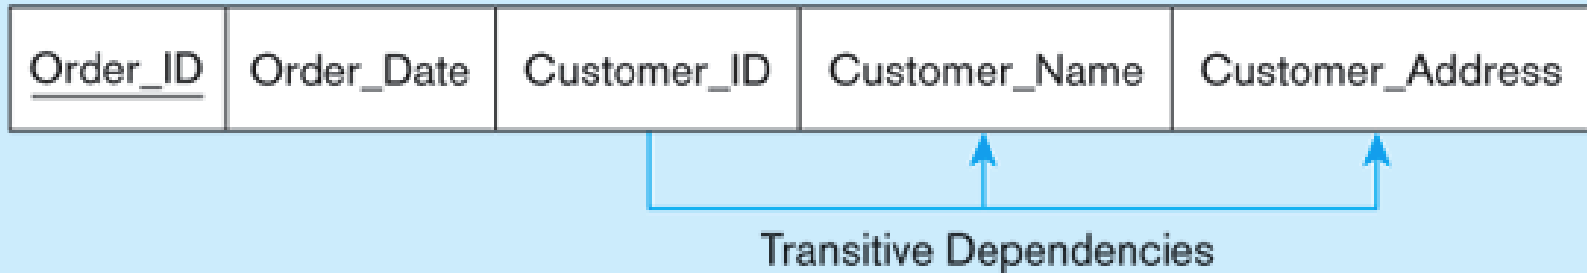 Order_ID Order_Date Customer_ID Customer_Name Customer_Address
Transitive Dependencies